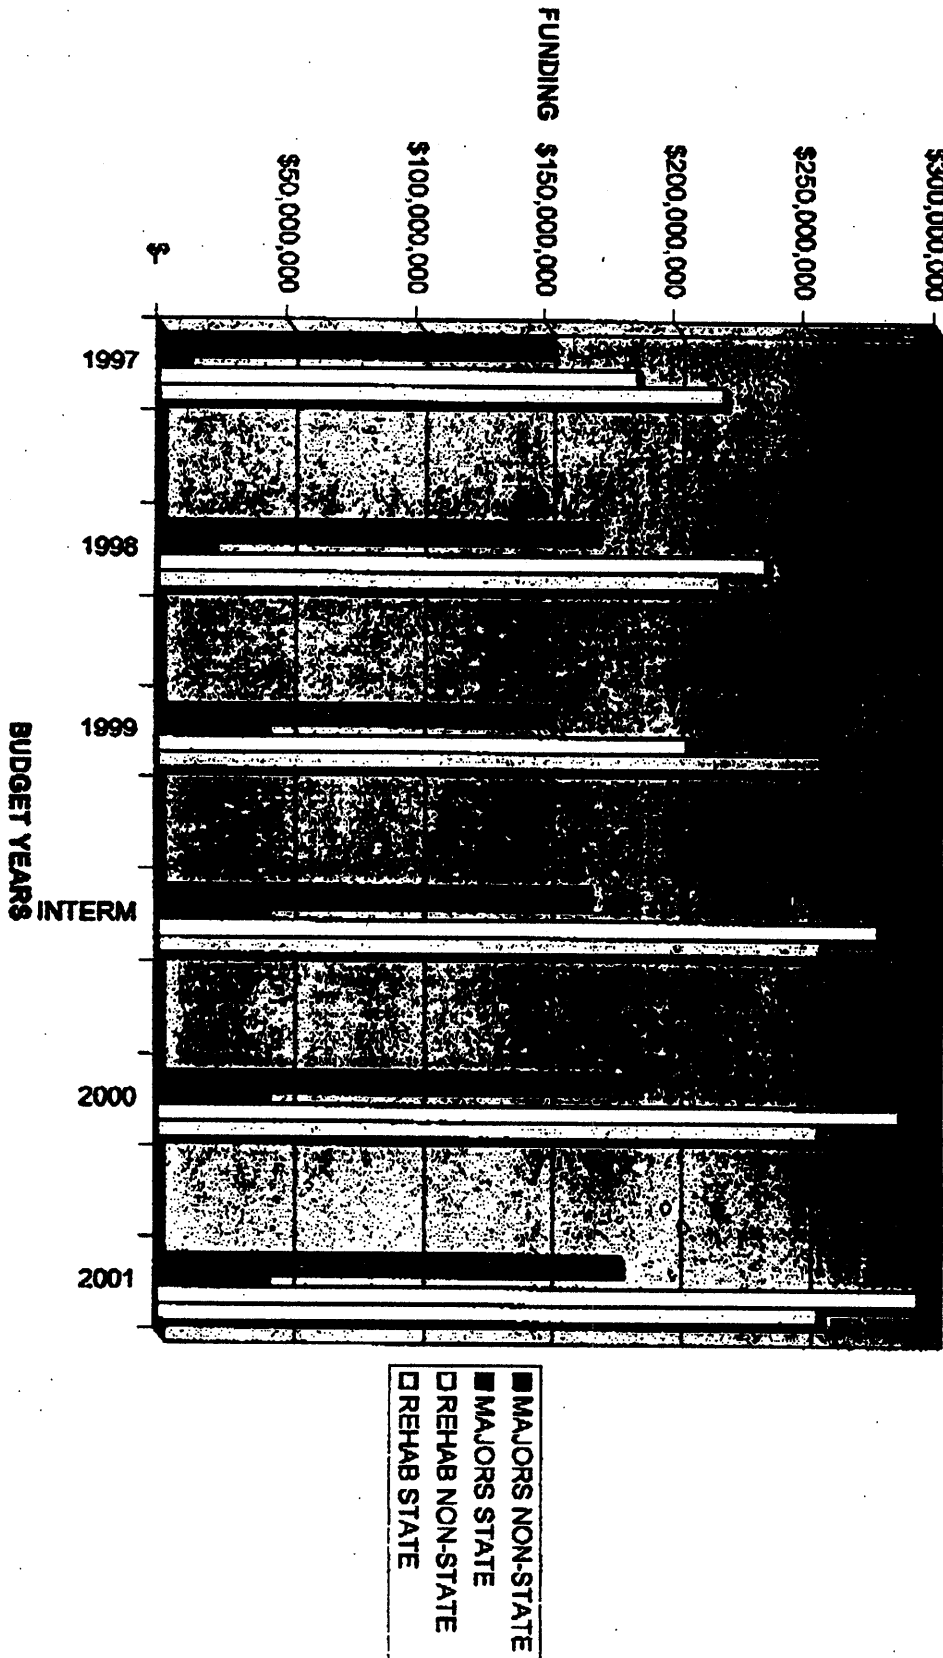 FUNDING
$300,000,000
$250,000,000
$200,000,000
$150,000,000
$100,000,000
$50,000,000
$-
1997
1998
1999
INTERM
2000
2001
BUDGET YEARS
MAJORS NON-STATE
MAJORS STATE
REHAB NON-STATE
REHAB STATE